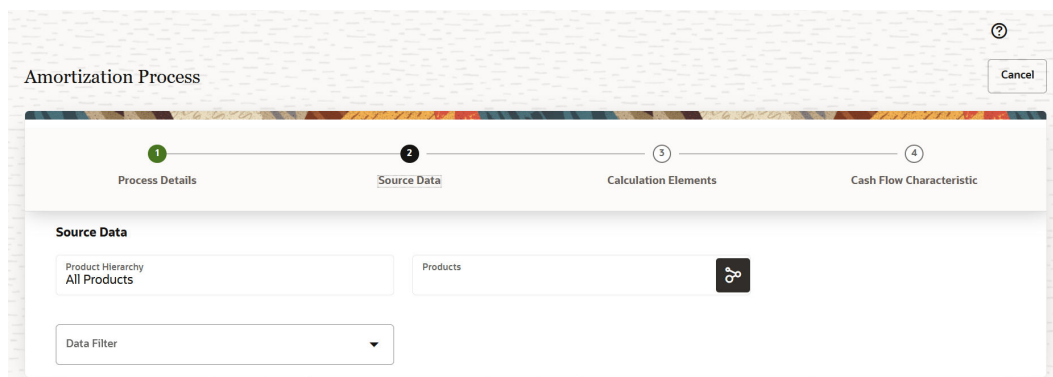 Amortization Process
Cancel
1 2 3 4
Process Details Source Data Calculation Elements Cash Flow Characteristic
Source Data
Product Hierarchy
All Products
Products
Data Filter